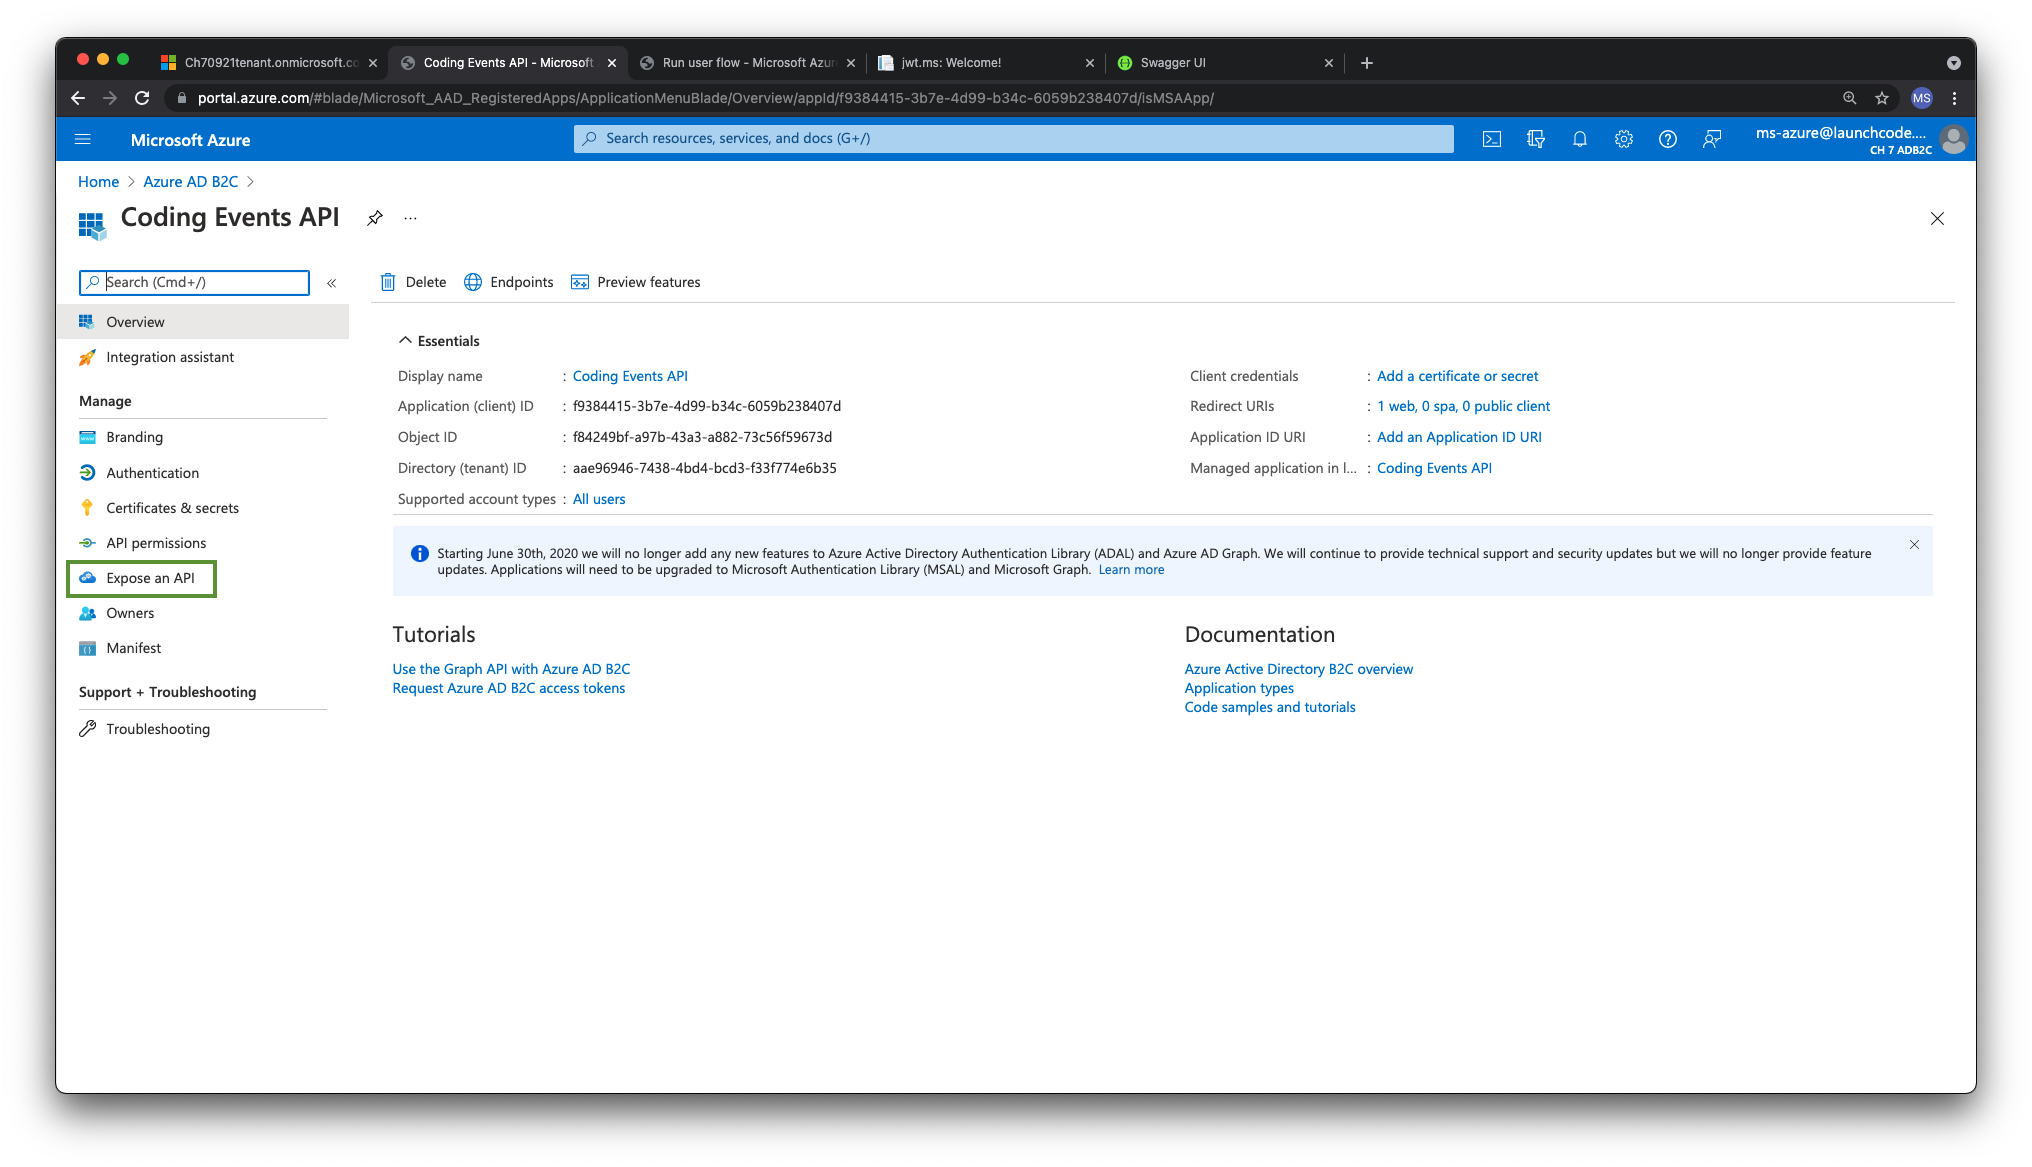 Ch70921tenant.onmicrosoft.co
Coding Events API - Microsoft
Run user flow - Microsoft Azur
jwt.ms: Welcome!
Swagger UI
portal.azure.com/#blade/Microsoft_AAD_RegisteredApps/ApplicationMenuBlade/Overview/appId/f9384415-3b7e-4d99-b34c-6059b238407d/isMSAApp/
MS
Microsoft Azure
Search resources, services, and docs (G+/)
ms-azure@launchcode....
CH 7 ADB2C
Home > Azure AD B2C >
Coding Events API
...
Search (Cmd+/)
«
Delete
Endpoints
Preview features
Overview
Integration assistant
Manage
Branding
Authentication
Certificates & secrets
API permissions
Expose an API
Owners
Manifest
Support + Troubleshooting
Troubleshooting
Essentials
Display name : Coding Events API
Application (client) ID : f9384415-3b7e-4d99-b34c-6059b238407d
Object ID : f84249bf-a97b-43a3-a882-73c56f59673d
Directory (tenant) ID : aae96946-7438-4bd4-bcd3-f33f774e6b35
Supported account types : All users
Client credentials : Add a certificate or secret
Redirect URIs : 1 web, 0 spa, 0 public client
Application ID URI : Add an Application ID URI
Managed application in l... : Coding Events API
Starting June 30th, 2020 we will no longer add any new features to Azure Active Directory Authentication Library (ADAL) and Azure AD Graph. We will continue to provide technical support and security updates but we will no longer provide feature
updates. Applications will need to be upgraded to Microsoft Authentication Library (MSAL) and Microsoft Graph. Learn more
Tutorials
Use the Graph API with Azure AD B2C
Request Azure AD B2C access tokens
Documentation
Azure Active Directory B2C overview
Application types
Code samples and tutorials